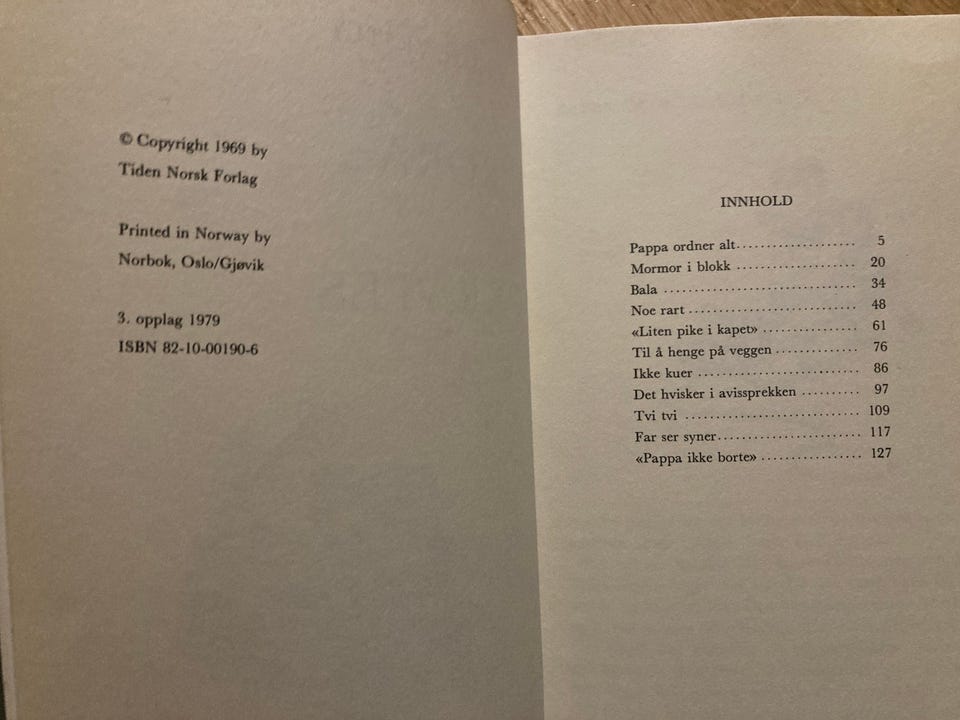 © Copyright 1969 by
Tiden Norsk Forlag
Printed in Norway by
Norbok, Oslo/Gjøvik
3. opplag 1979
ISBN 82-10-00190-6
INNHOLD
Pappa ordner alt.................... 5
Mormor i blokk .................... 20
Bala ................................ 34
Noe rart ............................ 48
«Liten pike i kapet» ................ 61
Til å henge på veggen .............. 76
Ikke kuer ........................... 86
Det hvisker i avissprekken .......... 97
Tvi tvi ............................. 109
Far ser syner........................ 117
«Pappa ikke borte» ................. 127